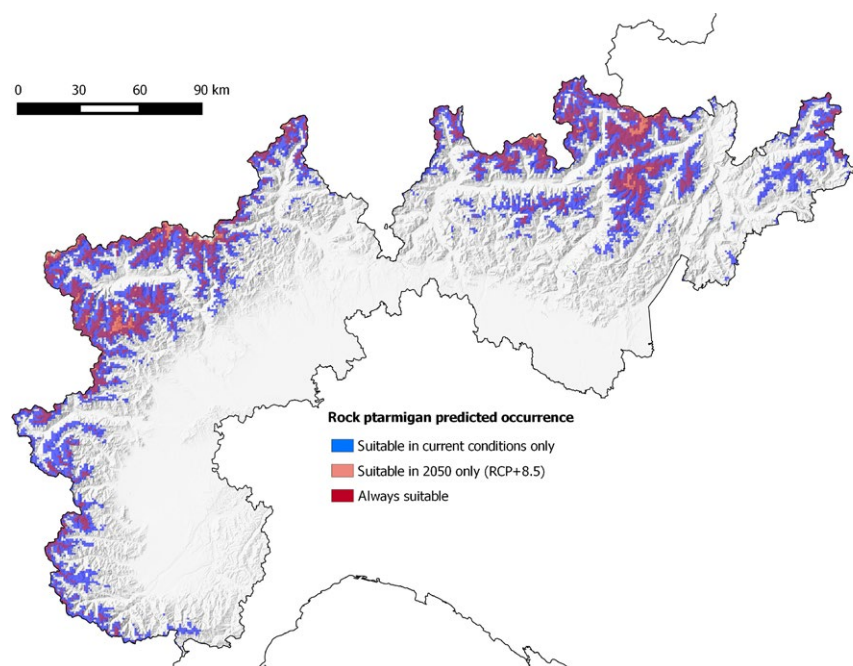 0 30 60 90 km
Rock ptarmigan predicted occurrence
Suitable in current conditions only
Suitable in 2050 only (RCP+8.5)
Always suitable